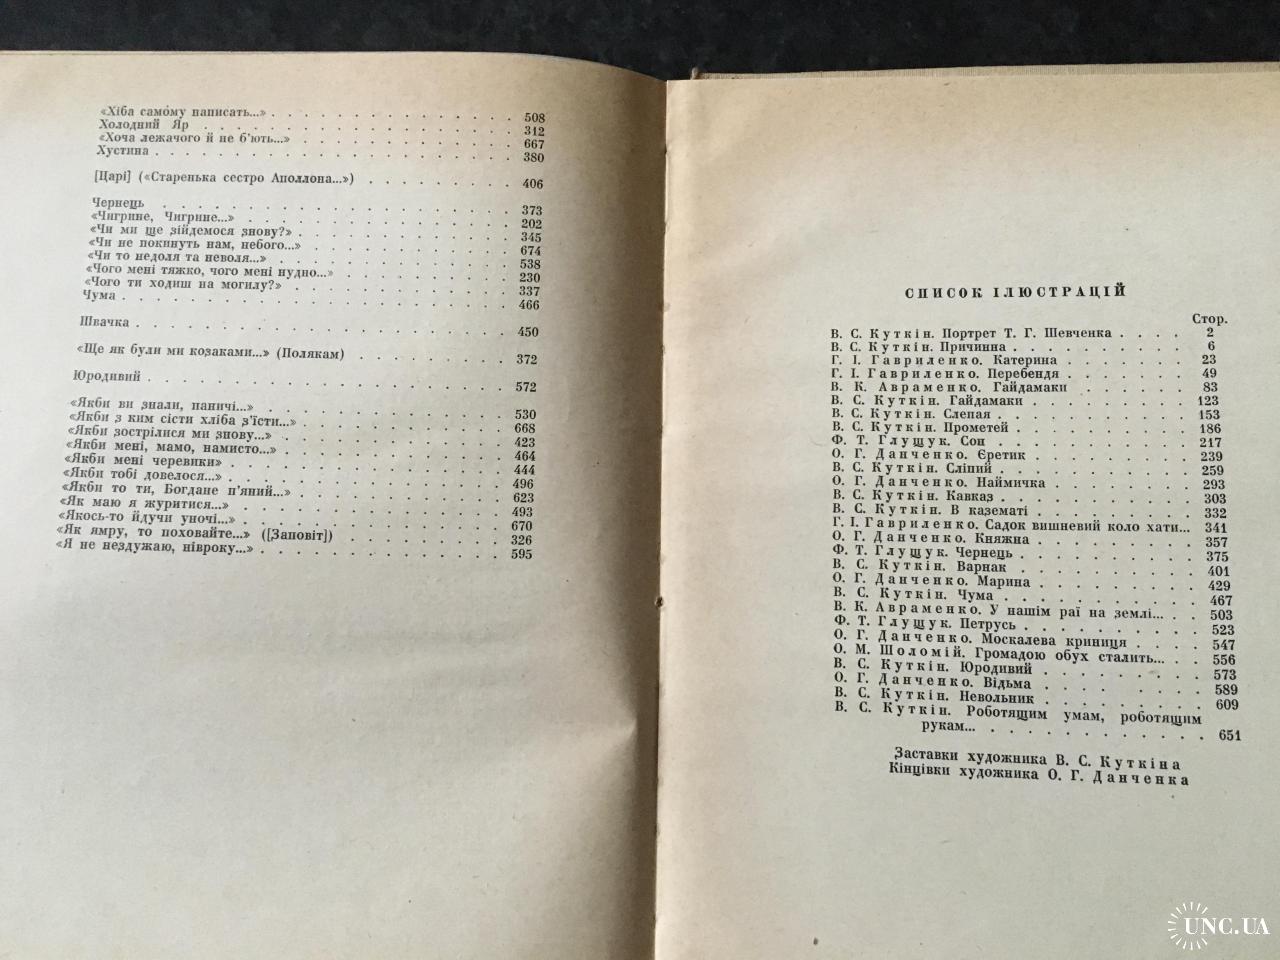 «Хіба само́му написать...» . . . . . . . . . . . . . . . 508
Холодний Яр . . . . . . . . . . . . . . . . . . 312
«Хоча лежачого й не б'ють...» . . . . . . . . . . . . . 667
Хустина . . . . . . . . . . . . . . . . . . . . 380
[Царі] («Старенька сестро Аполлона...») . . . . . . . . . 406
Чернець . . . . . . . . . . . . . . . . . . . . 373
«Чигрине, Чигрине...» . . . . . . . . . . . . . . . 202
«Чи ми ще зійдемося знову?» . . . . . . . . . . . . . 345
«Чи не покинуть нам, небого...» . . . . . . . . . . . . 674
«Чи то недоля та неволя...» . . . . . . . . . . . . . 538
«Чого мені тяжко, чого мені нудно...» . . . . . . . . . . 230
«Чого ти ходиш на могилу?» . . . . . . . . . . . . . 337
Чума . . . . . . . . . . . . . . . . . . . . . 466
Швачка . . . . . . . . . . . . . . . . . . . . 450
«Ще як були ми козаками...» (Полякам) . . . . . . . . . 372
Юродивий . . . . . . . . . . . . . . . . . . . 572
«Якби ви знали, паничі...» . . . . . . . . . . . . . 530
«Якби з ким сісти хліба з'їсти...» . . . . . . . . . . . 668
«Якби зострілися ми знову...» . . . . . . . . . . . . 423
«Якби мені, мамо, намисто...» . . . . . . . . . . . . 464
«Якби мені черевики» . . . . . . . . . . . . . . . 444
«Якби тобі довелося...» . . . . . . . . . . . . . . 496
«Якби то ти, Богдане п'яний...» . . . . . . . . . . . 623
«Як маю я журитися...» . . . . . . . . . . . . . . 493
«Якось-то йдучи уночі...» . . . . . . . . . . . . . 670
«Як умру, то поховайте...» ([Заповіт]) . . . . . . . . . 326
«Я не нездужаю, нівроку...» . . . . . . . . . . . . . 595
СПИСОК ІЛЮСТРАЦІЙ
Стор.
В. С. Куткін. Портрет Т. Г. Шевченка . . . . 2
В. С. Куткін. Причинна . . . . . . . . . 6
Г. І. Гавриленко. Катерина . . . . . . . 23
Г. І. Гавриленко. Перебендя . . . . . . . 49
В. К. Авраменко. Гайдамаки . . . . . . . 83
В. С. Куткін. Гайдамаки . . . . . . . . . 123
В. С. Куткін. Слепая . . . . . . . . . . 153
В. С. Куткін. Прометей . . . . . . . . . 186
Ф. Т. Глущук. Сон . . . . . . . . . . . 217
О. Г. Данченко. Єретик . . . . . . . . . 239
В. С. Куткін. Сліпий . . . . . . . . . . 259
О. Г. Данченко. Наймичка . . . . . . . . 293
В. С. Куткін. Кавказ . . . . . . . . . . 303
В. С. Куткін. В казематі . . . . . . . . . 332
Г. І. Гавриленко. Садок вишневий коло хати... 341
О. Г. Данченко. Княжна . . . . . . . . . 357
Ф. Т. Глущук. Чернець . . . . . . . . . 375
В. С. Куткін. Варнак . . . . . . . . . . 401
О. Г. Данченко. Марина . . . . . . . . . 429
В. С. Куткін. Чума . . . . . . . . . . . 467
В. К. Авраменко. У нашім раї на землі... . . 503
Ф. Т. Глущук. Петрусь . . . . . . . . . 523
О. Г. Данченко. Москалева криниця . . . . 547
О. М. Шоломій. Громадою обух сталить... . . 556
В. С. Куткін. Юродивий . . . . . . . . . 573
О. Г. Данченко. Відьма . . . . . . . . . 589
В. С. Куткін. Невольник . . . . . . . . . 609
В. С. Куткін. Роботящим умам, роботящим
рукам... . . . . . . . . . . . . 651
Заставки художника В. С. Куткіна
Кінцівки художника О. Г. Данченка
UNC.UA